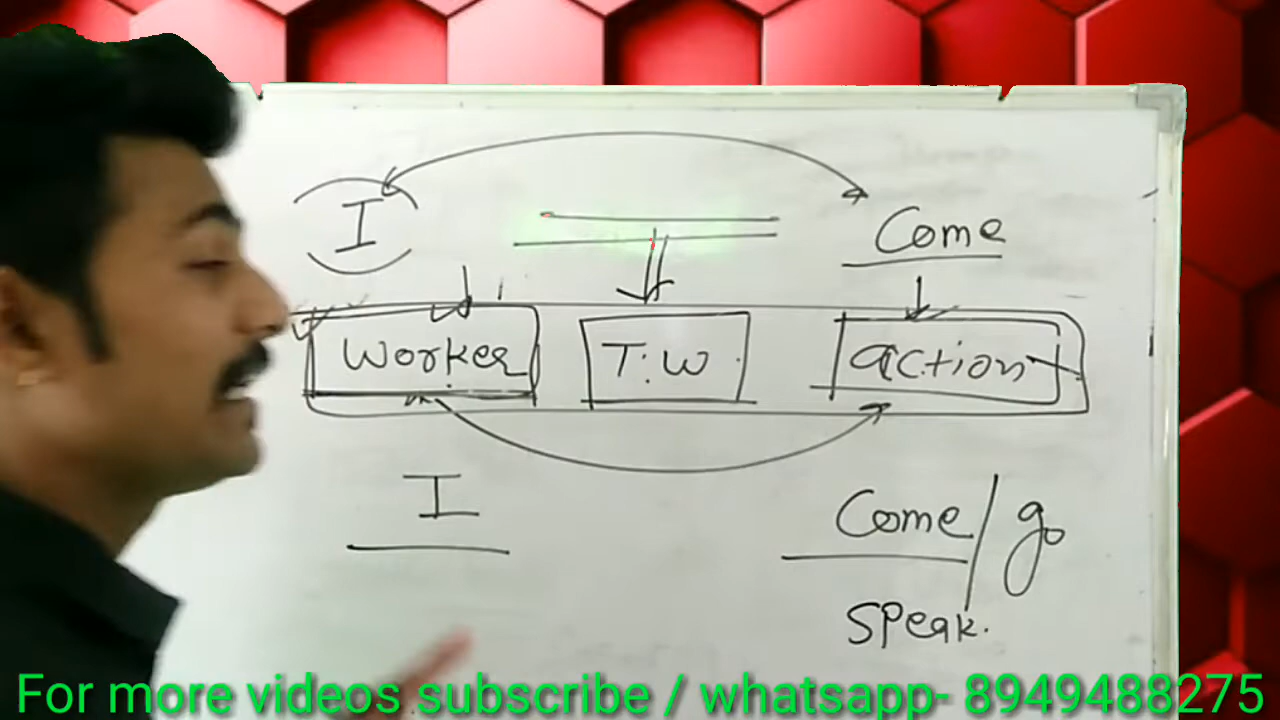 I Come
Worker T.W. action
I Come/go
Speak.
For more videos subscribe / whatsapp- 8949488275